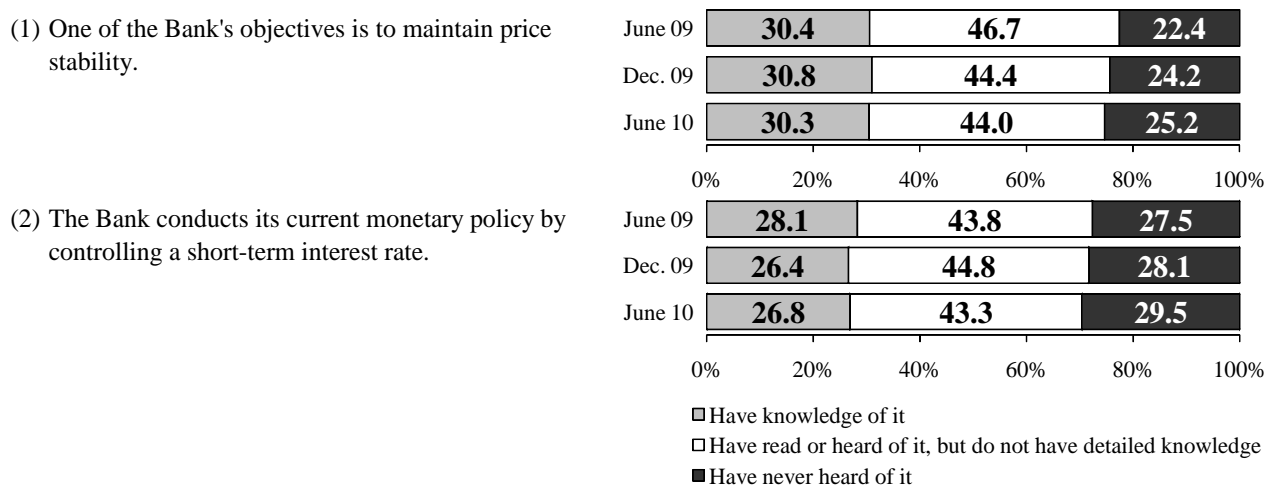 (1) One of the Bank's objectives is to maintain price
stability.
June 09 30.4 46.7 22.4
Dec. 09 30.8 44.4 24.2
June 10 30.3 44.0 25.2
0% 20% 40% 60% 80% 100%
(2) The Bank conducts its current monetary policy by
controlling a short-term interest rate.
June 09 28.1 43.8 27.5
Dec. 09 26.4 44.8 28.1
June 10 26.8 43.3 29.5
0% 20% 40% 60% 80% 100%
Have knowledge of it
Have read or heard of it, but do not have detailed knowledge
Have never heard of it